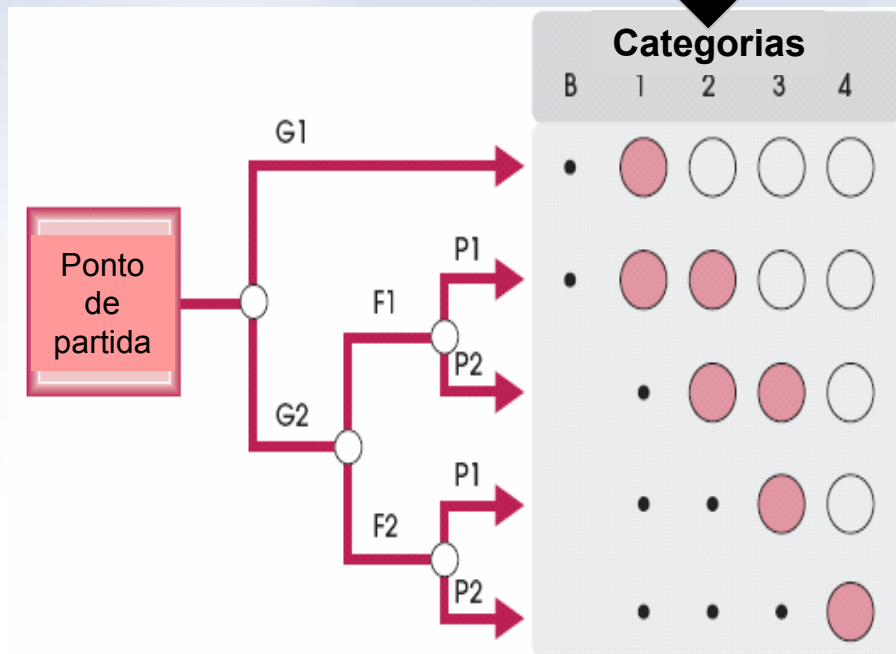 Categorias
B 1 2 3 4
G1
Ponto
de
partida
P1
F1
P2
G2
P1
F2
P2